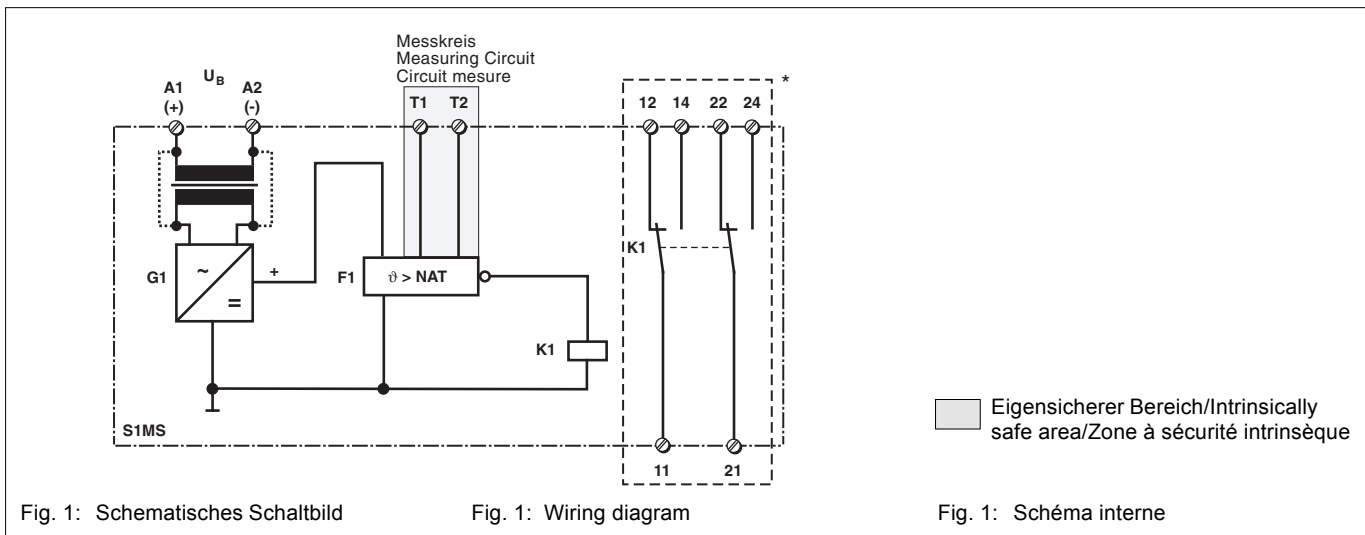 Messkreis
Measuring Circuit
Circuit mesure
U_B
A1 A2
(+) (-)
T1 T2
12 14 22 24
*
K1
G1 ~ = +
F1 ϑ > NAT
K1
S1MS
11 21
Eigensicherer Bereich/Intrinsically
safe area/Zone à sécurité intrinsèque
Fig. 1: Schematisches Schaltbild
Fig. 1: Wiring diagram
Fig. 1: Schéma interne